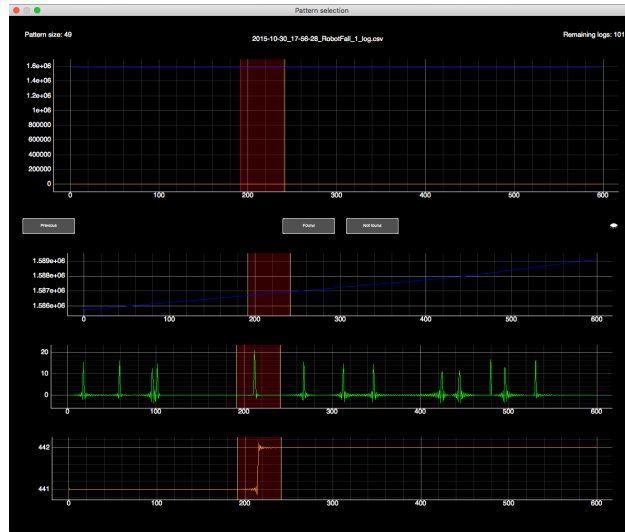 Pattern selection
Pattern size: 49
2015-10-30_17-56-28_RobotFall_1_log.csv
Remaining logs: 101
1.6e+06
1.4e+06
1.2e+06
1e+06
800000
600000
400000
200000
0
0 100 200 300 400 500 600
Previous Found Not found
1.689e+06
1.588e+06
1.587e+06
1.586e+06
0 100 200 300 400 500 600
20
10
0
0 100 200 300 400 500 600
442
441
0 100 200 300 400 500 600